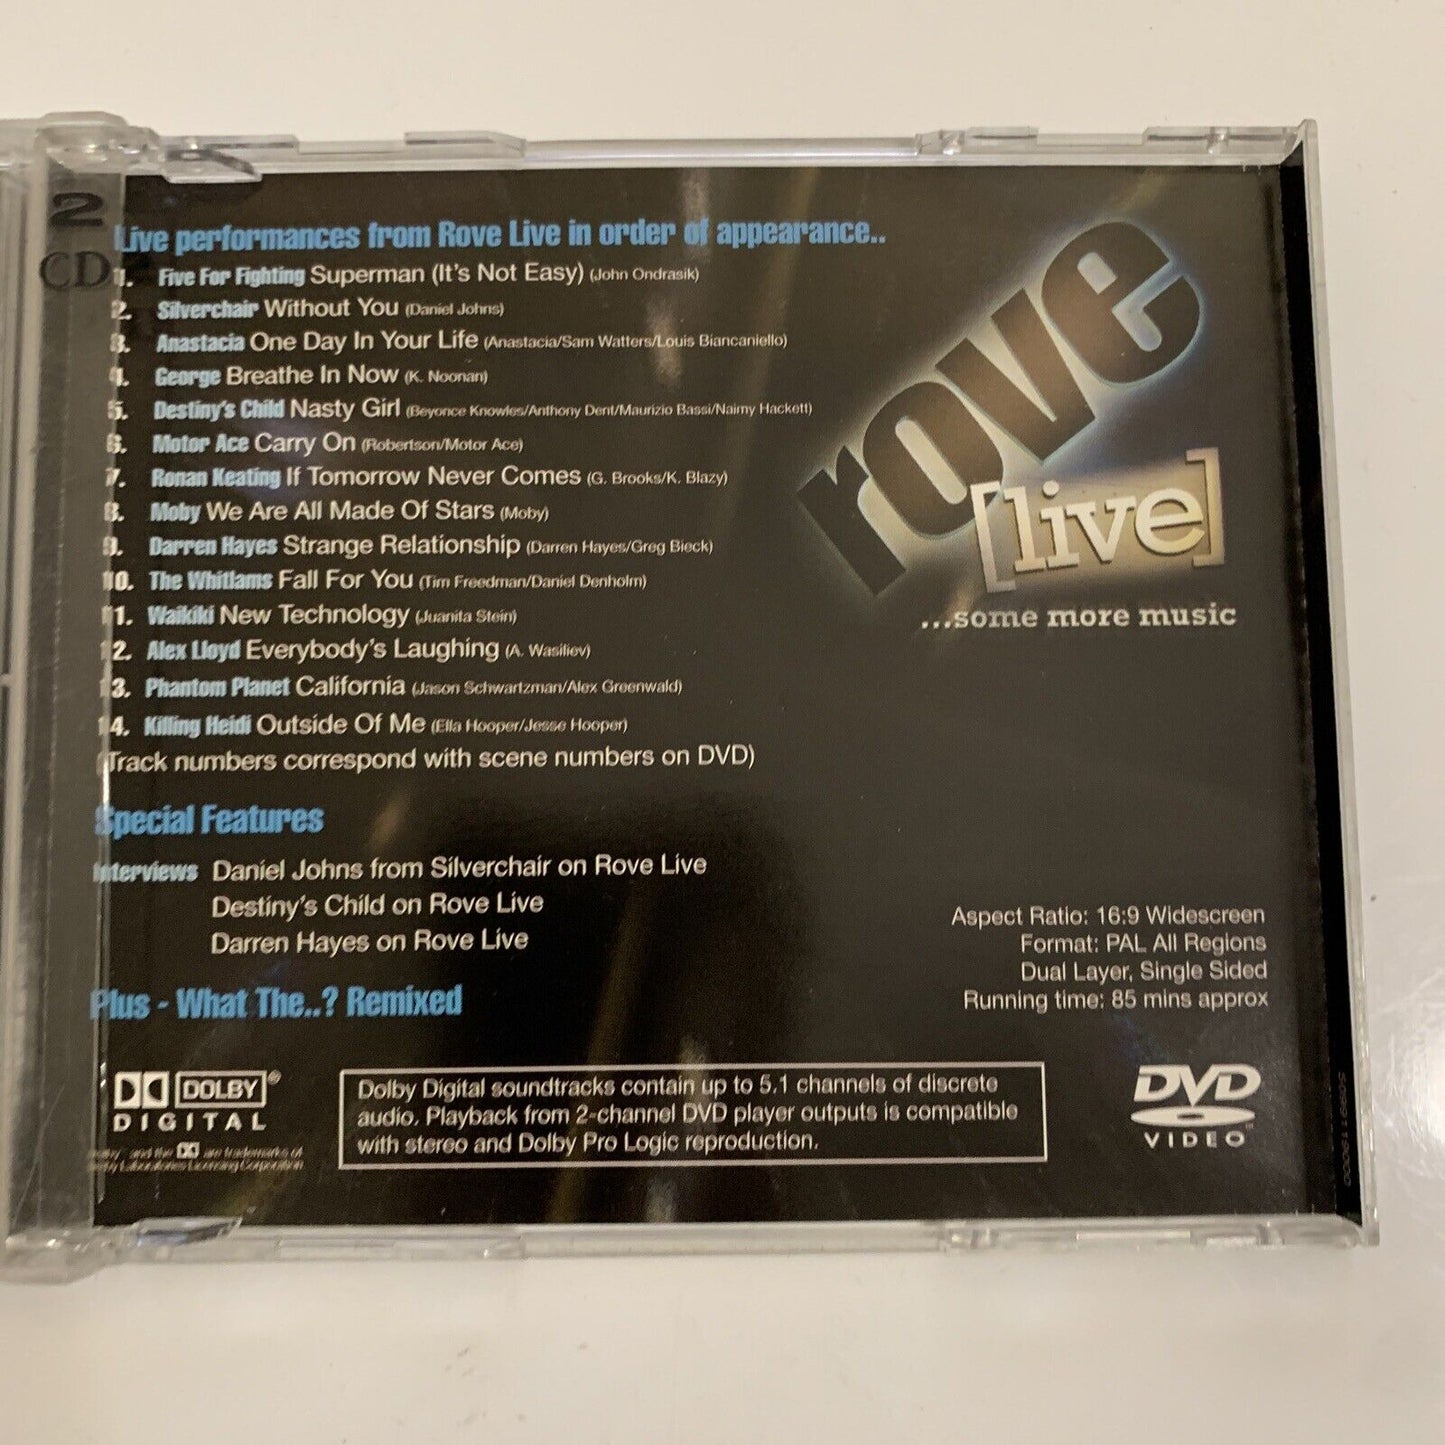 2
CD
Live performances from Rove Live in order of appearance..
1. Five For Fighting Superman (It's Not Easy) (John Ondrasik)
2. Silverchair Without You (Daniel Johns)
3. Anastacia One Day In Your Life (Anastacia/Sam Watters/Louis Biancaniello)
4. George Breathe In Now (K. Noonan)
5. Destiny's Child Nasty Girl (Beyonce Knowles/Anthony Dent/Maurizio Bassi/Naimy Hackett)
6. Motor Ace Carry On (Robertson/Motor Ace)
7. Ronan Keating If Tomorrow Never Comes (G. Brooks/K. Blazy)
8. Moby We Are All Made Of Stars (Moby)
9. Darren Hayes Strange Relationship (Darren Hayes/Greg Bieck)
10. The Whitlams Fall For You (Tim Freedman/Daniel Denholm)
11. Waikiki New Technology (Juanita Stein)
12. Alex Lloyd Everybody's Laughing (A. Wasiliev)
13. Phantom Planet California (Jason Schwartzman/Alex Greenwald)
14. Killing Heidi Outside Of Me (Ella Hooper/Jesse Hooper)
(Track numbers correspond with scene numbers on DVD)
rove
[live]
...some more music
Special Features
Interviews Daniel Johns from Silverchair on Rove Live
Destiny's Child on Rove Live
Darren Hayes on Rove Live
Plus - What The..? Remixed
Aspect Ratio: 16:9 Widescreen
Format: PAL All Regions
Dual Layer, Single Sided
Running time: 85 mins approx
DOLBY®
DIGITAL
and the are trademarks of
Laboratories Licensing Corporation
Dolby Digital soundtracks contain up to 5.1 channels of discrete
audio. Playback from 2-channel DVD player outputs is compatible
with stereo and Dolby Pro Logic reproduction.
DVD
VIDEO™